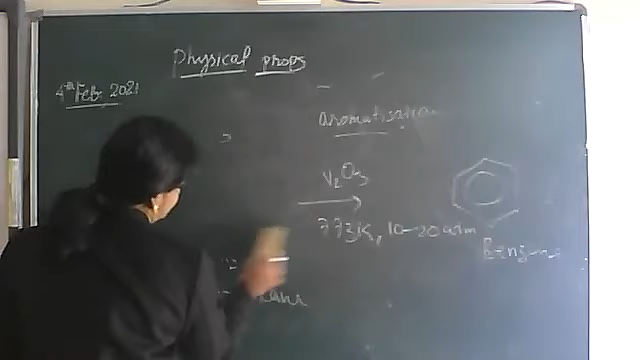 Physical props
4th Feb 2021
aromatisation
V2O5
773K, 10-20 atm
Benzene